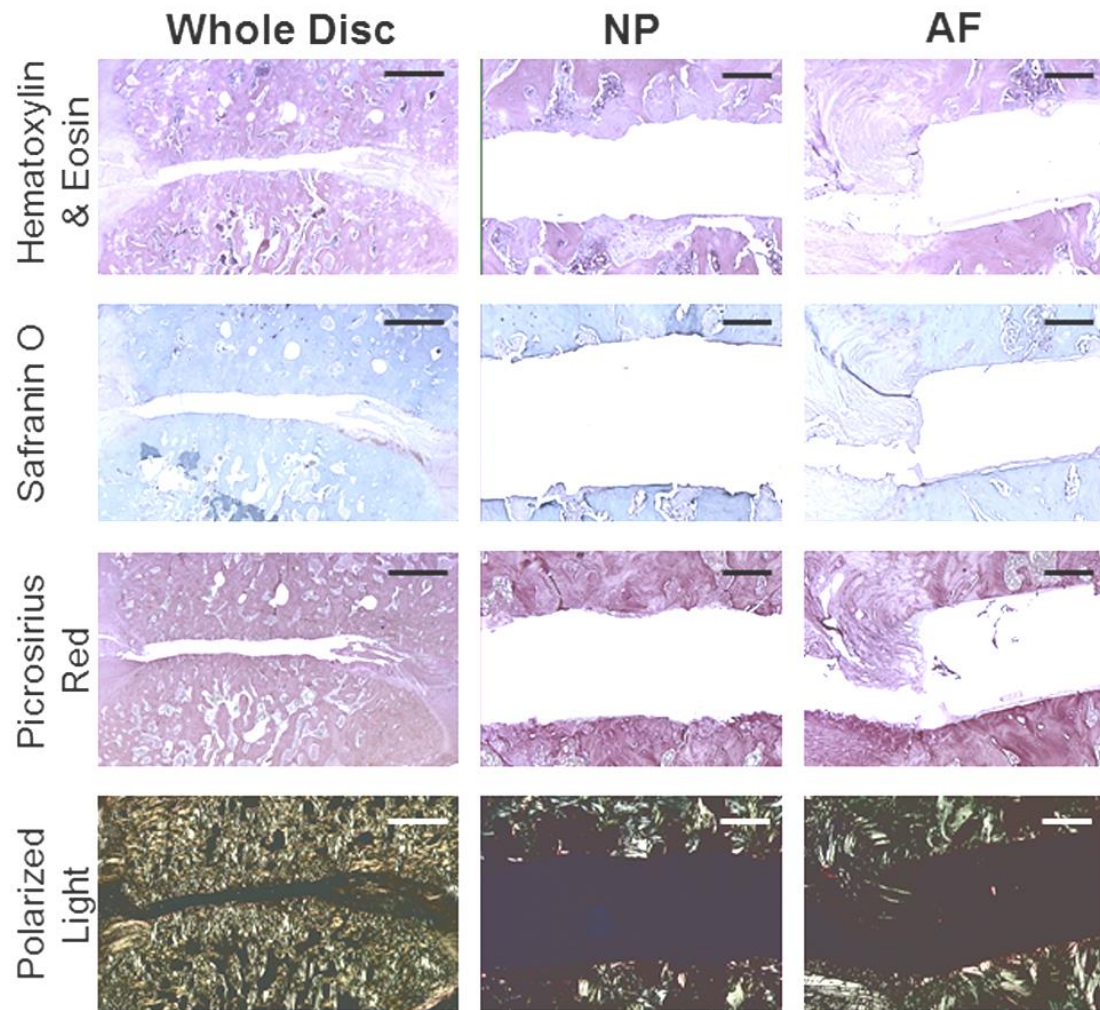 Whole Disc
NP
AF
Hematoxylin
& Eosin
Safranin O
Picrosirius
Red
Polarized
Light